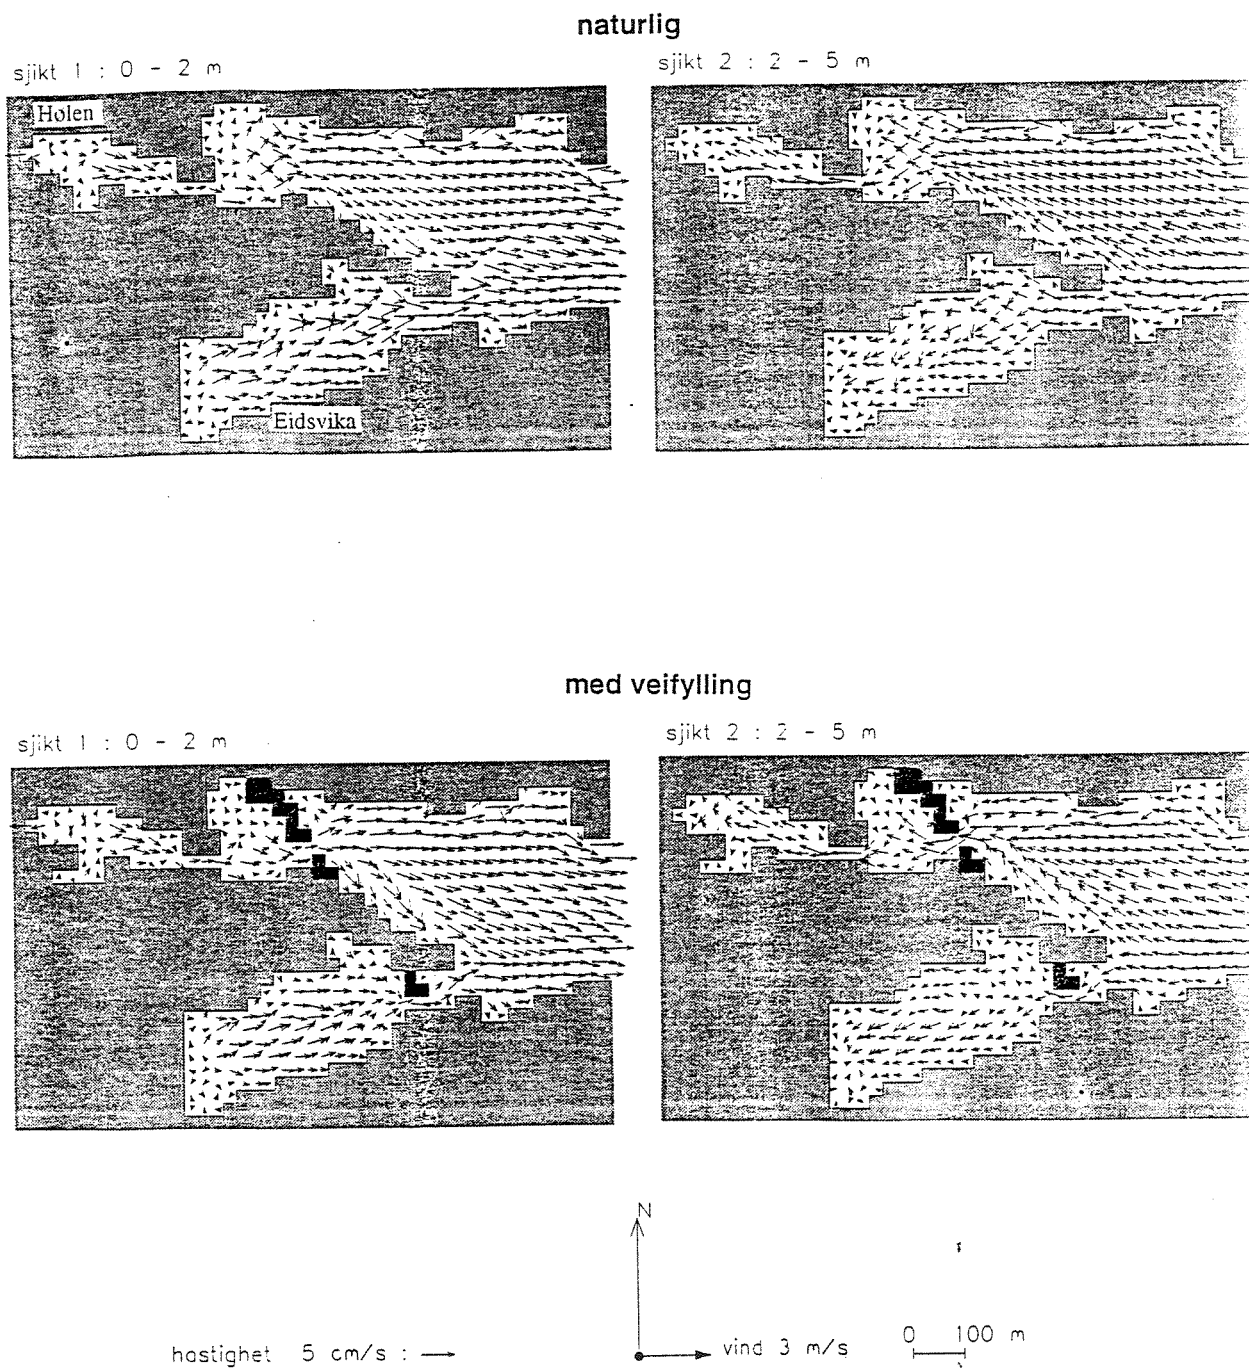 naturlig
sjikt 1 : 0 - 2 m
sjikt 2 : 2 - 5 m
Hølen
Eidsvika
med veifylling
sjikt 1 : 0 - 2 m
sjikt 2 : 2 - 5 m
N
hastighet 5 cm/s :
vind 3 m/s
0 100 m